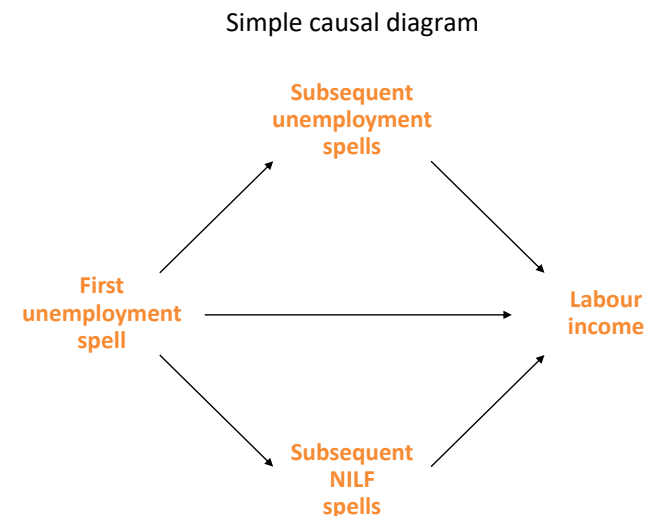 Simple causal diagram
Subsequent
unemployment
spells
First
unemployment
spell
Labour
income
Subsequent
NILF
spells